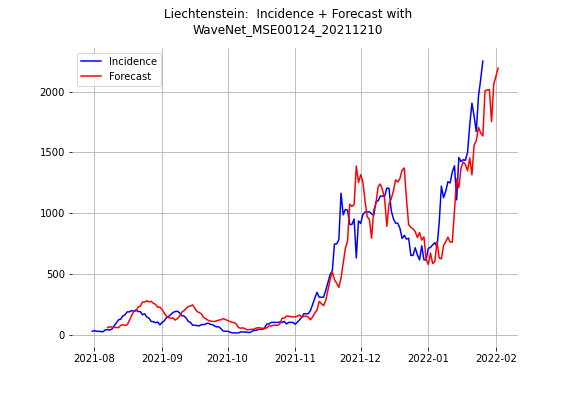 Liechtenstein:  Incidence + Forecast with
WaveNet_MSE00124_20211210
Incidence
Forecast
2000
1500
1000
500
0
2021-08 2021-09 2021-10 2021-11 2021-12 2022-01 2022-02